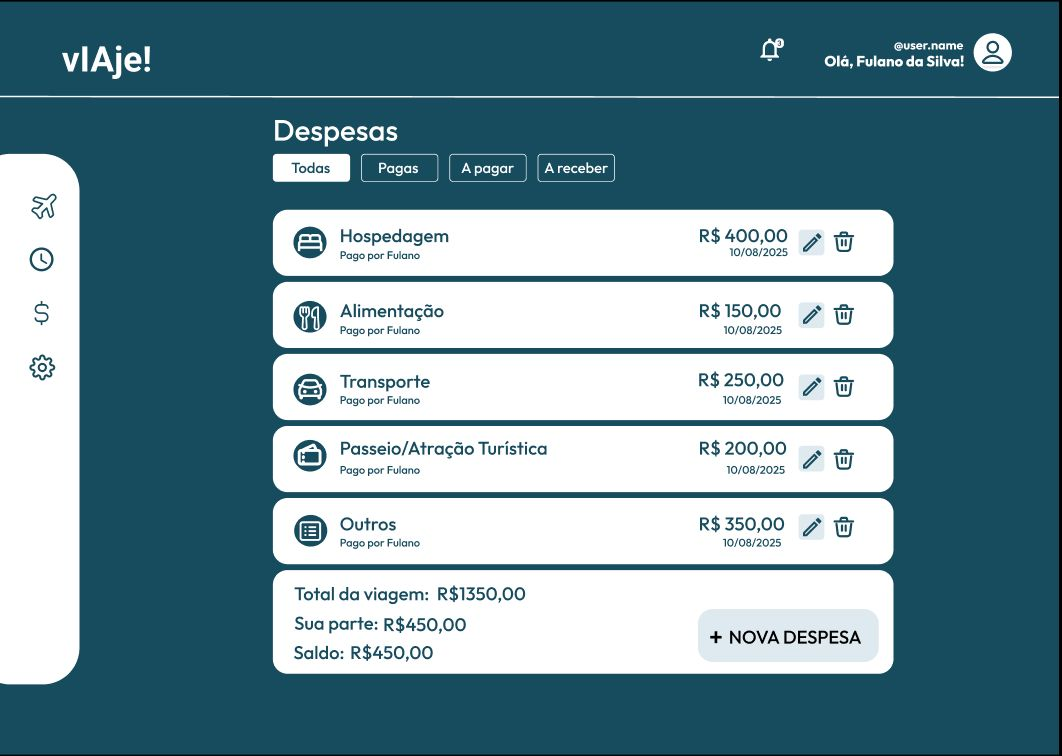 vIAje!
3
@user.name
Olá, Fulano da Silva!
Despesas
Todas
Pagas
A pagar
A receber
Hospedagem
R$ 400,00
Pago por Fulano
10/08/2025
Alimentação
R$ 150,00
Pago por Fulano
10/08/2025
Transporte
R$ 250,00
Pago por Fulano
10/08/2025
Passeio/Atração Turística
R$ 200,00
Pago por Fulano
10/08/2025
Outros
R$ 350,00
Pago por Fulano
10/08/2025
Total da viagem: R$1350,00
Sua parte: R$450,00
Saldo: R$450,00
+ NOVA DESPESA